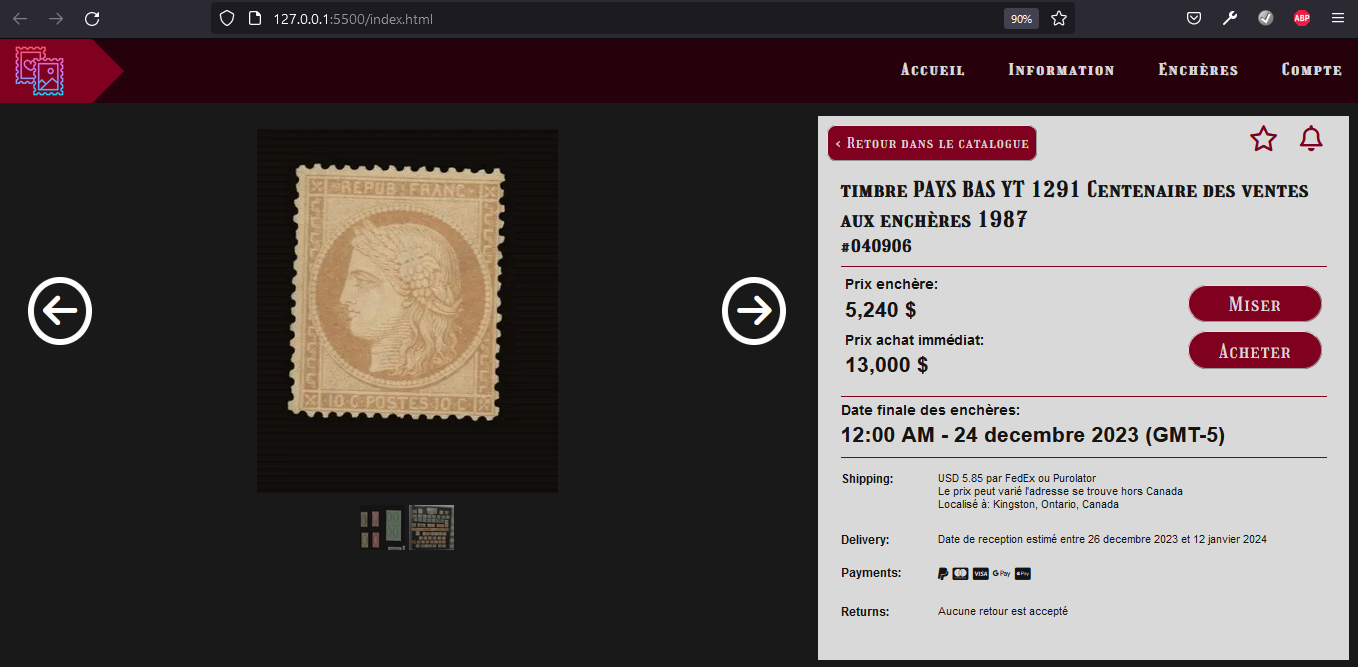 127.0.0.1:5500/index.html
90%
ABP
Accueil
Information
Enchères
Compte
REPUB FRANC
10 C·POSTES·10 C
‹ Retour dans le catalogue
timbre PAYS BAS YT 1291 Centenaire des ventes
aux enchères 1987
#040906
Prix enchère:
5,240 $
Miser
Prix achat immédiat:
13,000 $
Acheter
Date finale des enchères:
12:00 AM - 24 decembre 2023 (GMT-5)
Shipping:
USD 5.85 par FedEx ou Purolator
Le prix peut varié l'adresse se trouve hors Canada
Localisé à: Kingston, Ontario, Canada
Delivery:
Date de reception estimé entre 26 decembre 2023 et 12 janvier 2024
Payments:
VISA
G Pay
Pay
Returns:
Aucune retour est accepté